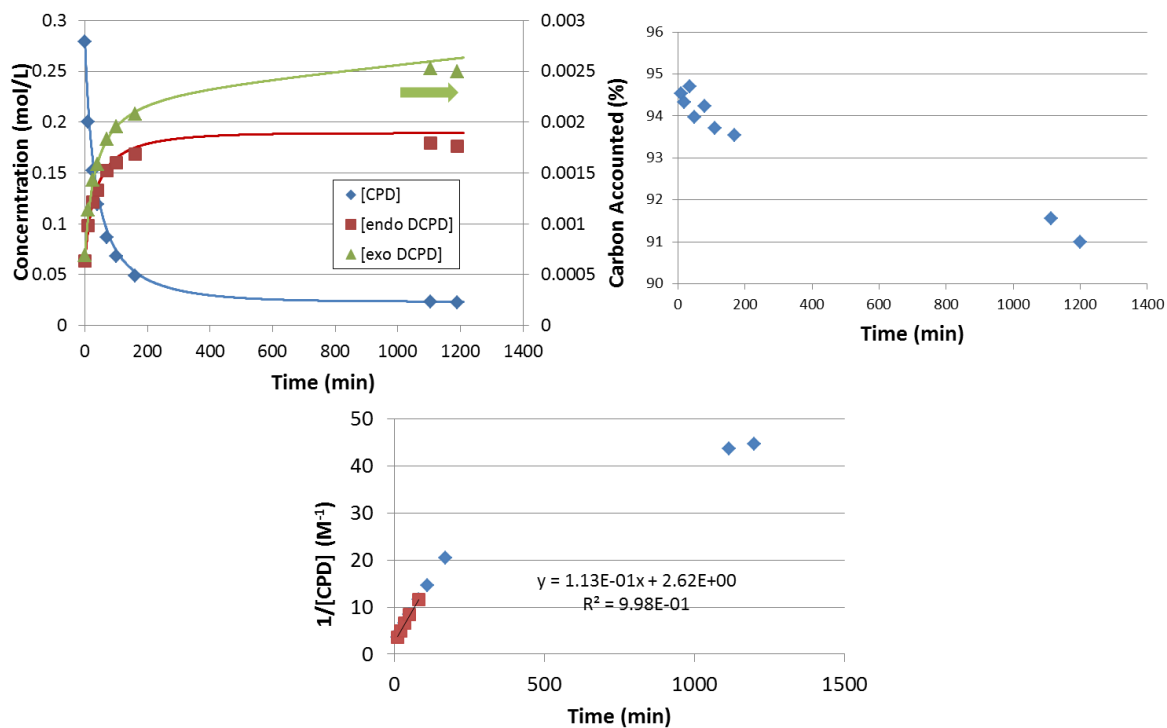 Concerntration (mol/L)
0.3
0.25
0.2
0.15
0.1
0.05
0
0.003
0.0025
0.002
0.0015
0.001
0.0005
0
[CPD]
[endo DCPD]
[exo DCPD]
0 200 400 600 800 1000 1200 1400
Time (min)
Carbon Accounted (%)
96
95
94
93
92
91
90
0 200 400 600 800 1000 1200 1400
Time (min)
1/[CPD] (M⁻¹)
50
40
30
20
10
0
y = 1.13E-01x + 2.62E+00
R² = 9.98E-01
0 500 1000 1500
Time (min)